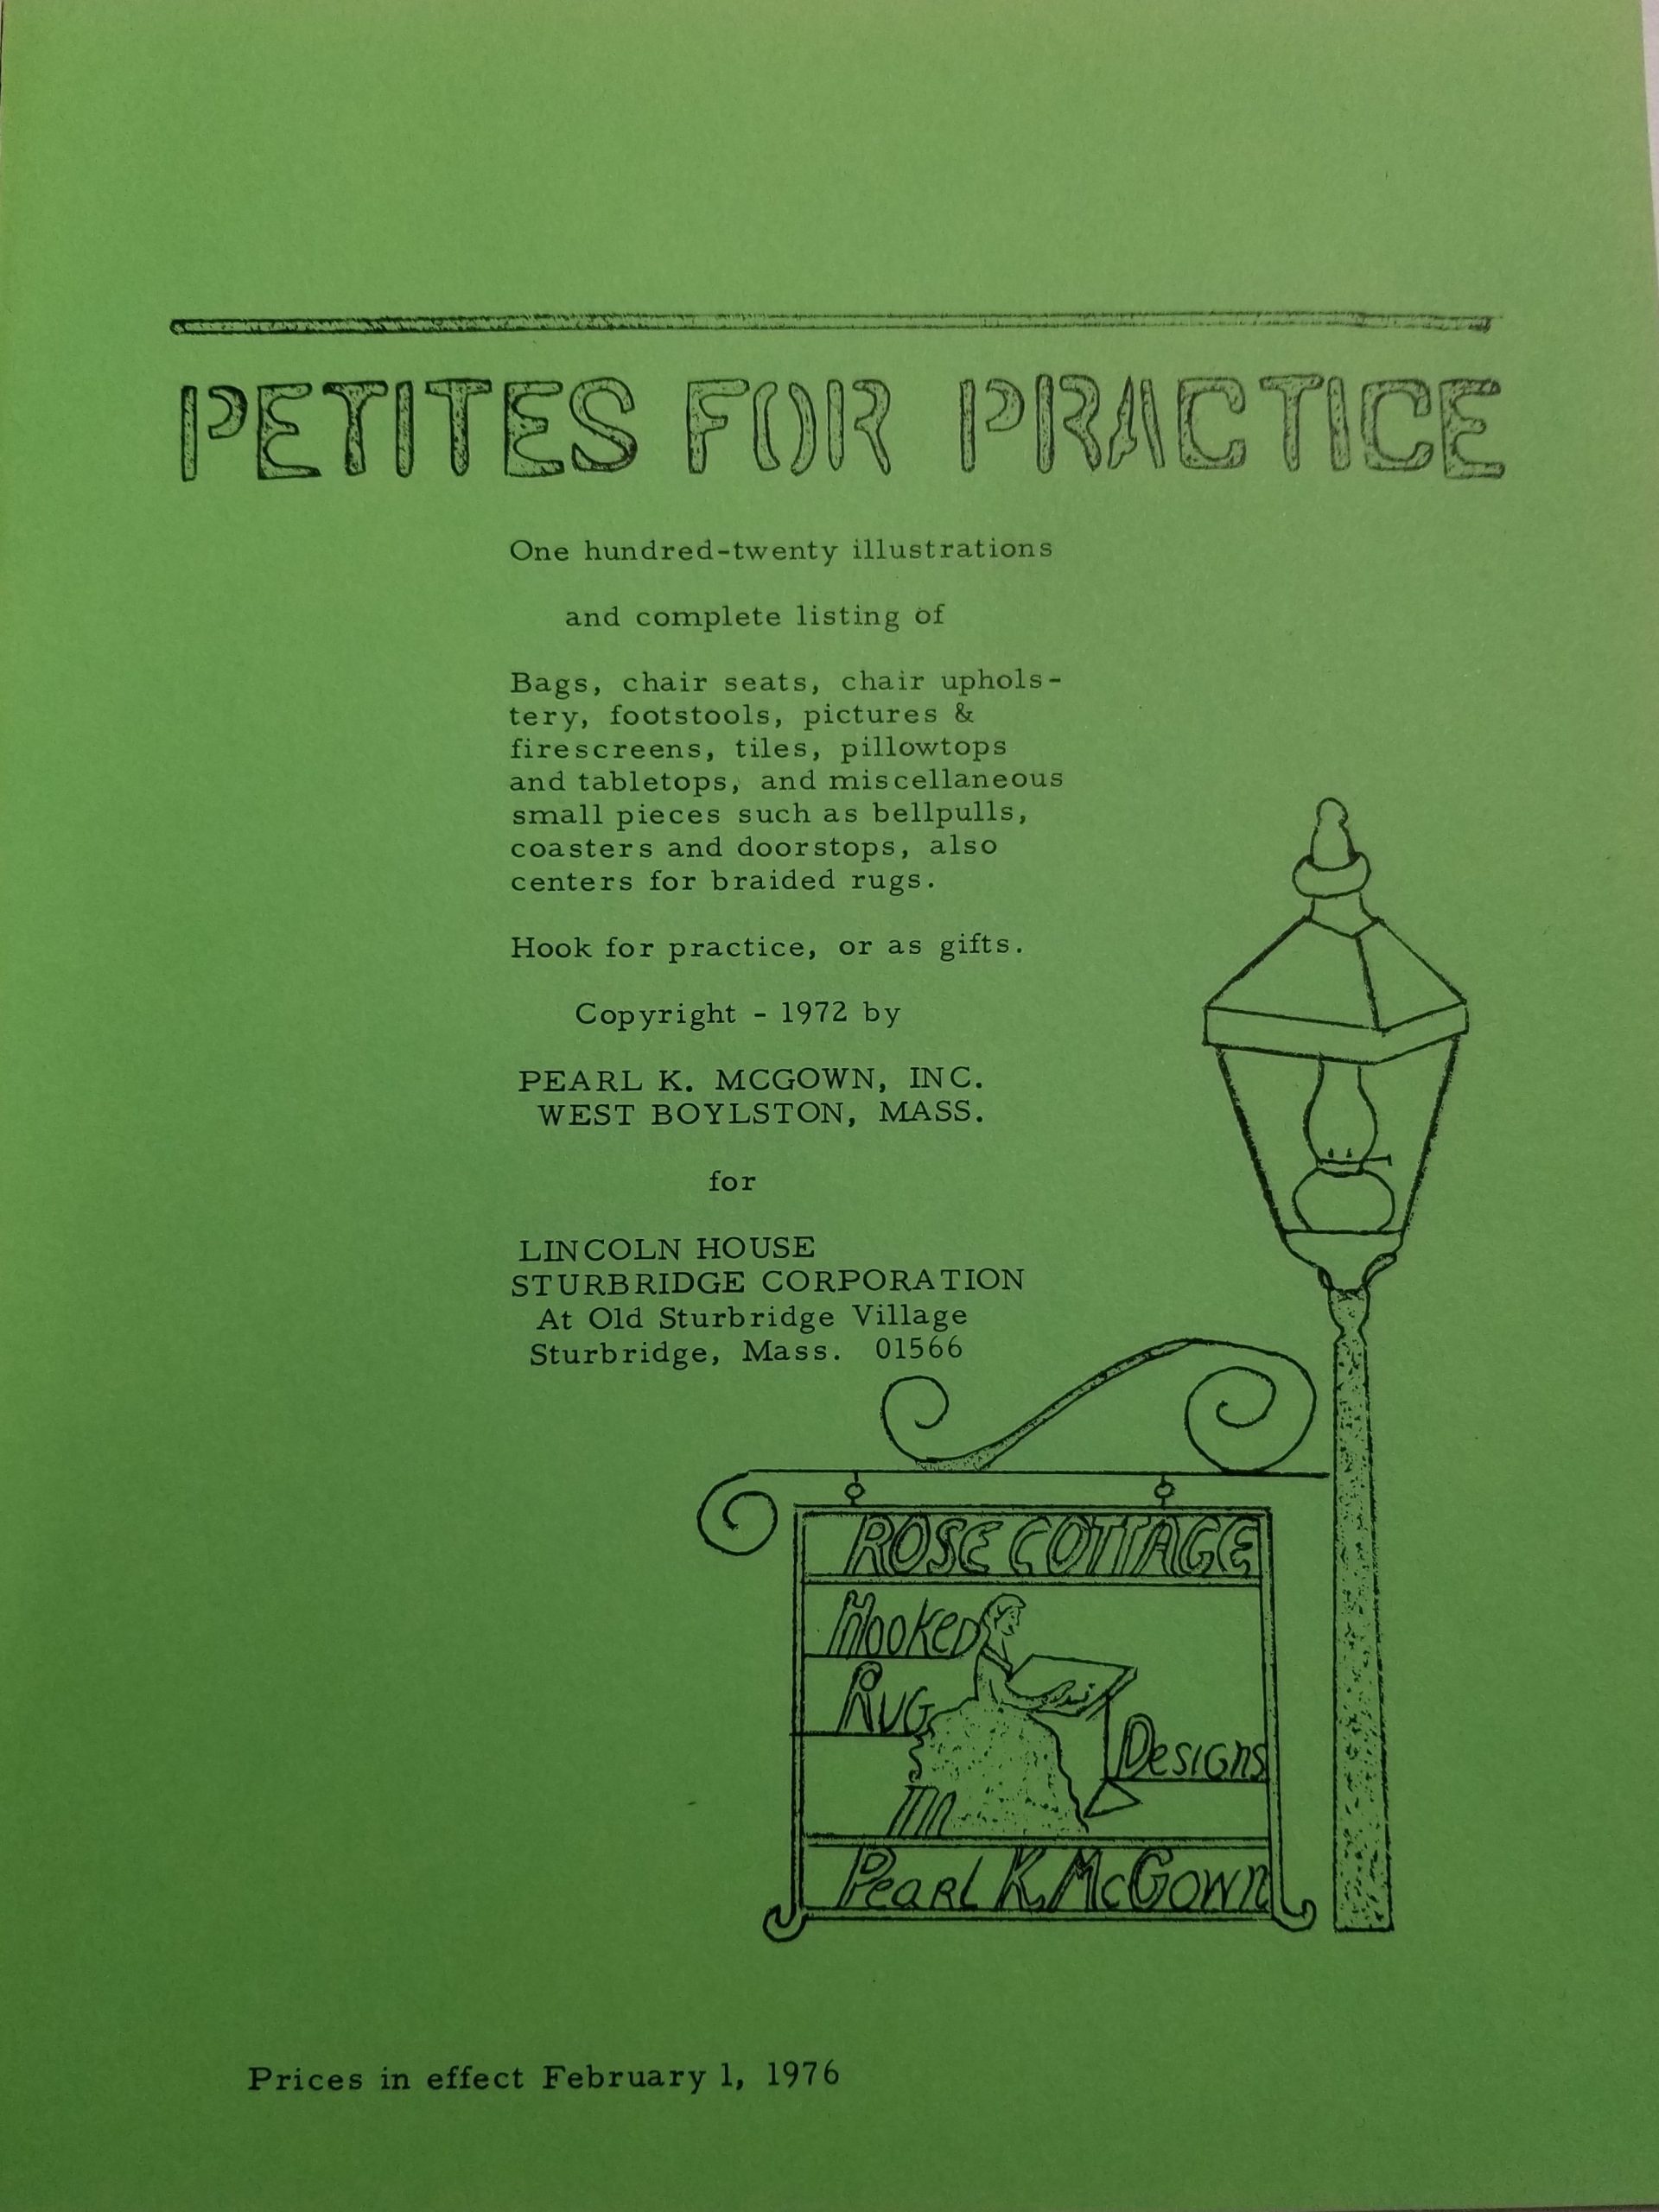 PETITES FOR PRACTICE
One hundred-twenty illustrations
and complete listing of
Bags, chair seats, chair uphols-
tery, footstools, pictures &
firescreens, tiles, pillowtops
and tabletops, and miscellaneous
small pieces such as bellpulls,
coasters and doorstops, also
centers for braided rugs.
Hook for practice, or as gifts.
Copyright - 1972 by
PEARL K. MCGOWN, INC.
WEST BOYLSTON, MASS.
for
LINCOLN HOUSE
STURBRIDGE CORPORATION
At Old Sturbridge Village
Sturbridge, Mass. 01566
ROSE COTTAGE
Hooked
Rug
Designs
Pearl K. McGown
Prices in effect February 1, 1976